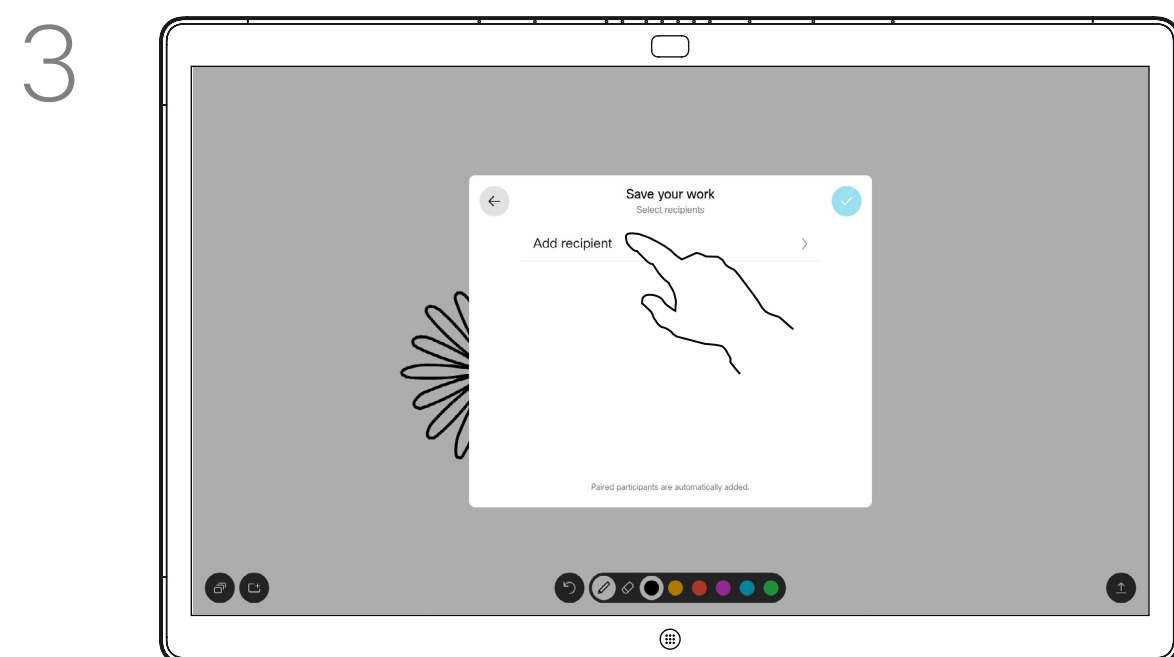 3
Save your work
Select recipients
Add recipient
Paired participants are automatically added.